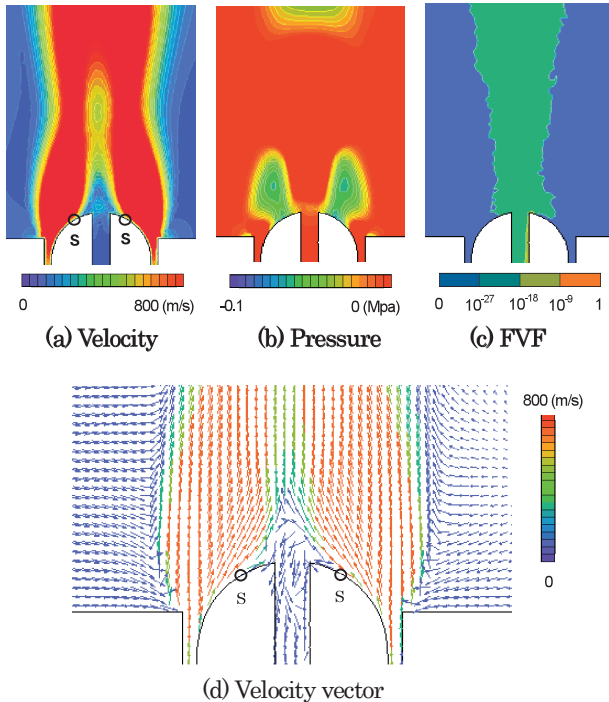 S S
0 800 (m/s)
-0.1 0 (Mpa)
0 10⁻²⁷ 10⁻¹⁸ 10⁻⁹ 1
(a) Velocity
(b) Pressure
(c) FVF
800 (m/s)
0
S S
(d) Velocity vector